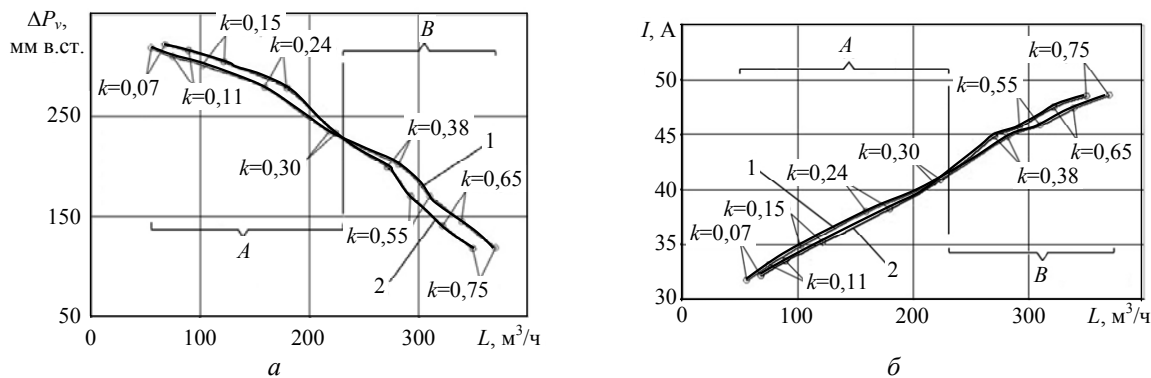 ΔPᵥ,
мм в.ст.
k=0,15
B
k=0,24
k=0,07
k=0,11
250
k=0,38
k=0,30
1
k=0,65
150
A
k=0,55
2
k=0,75
50
0
100
200
300
L, м³/ч
а
I, А
k=0,75
A
50
k=0,55
45
k=0,30
k=0,65
1
k=0,24
40
k=0,38
k=0,15
k=0,07
35
2
k=0,11
B
30
0
100
200
300
L, м³/ч
б